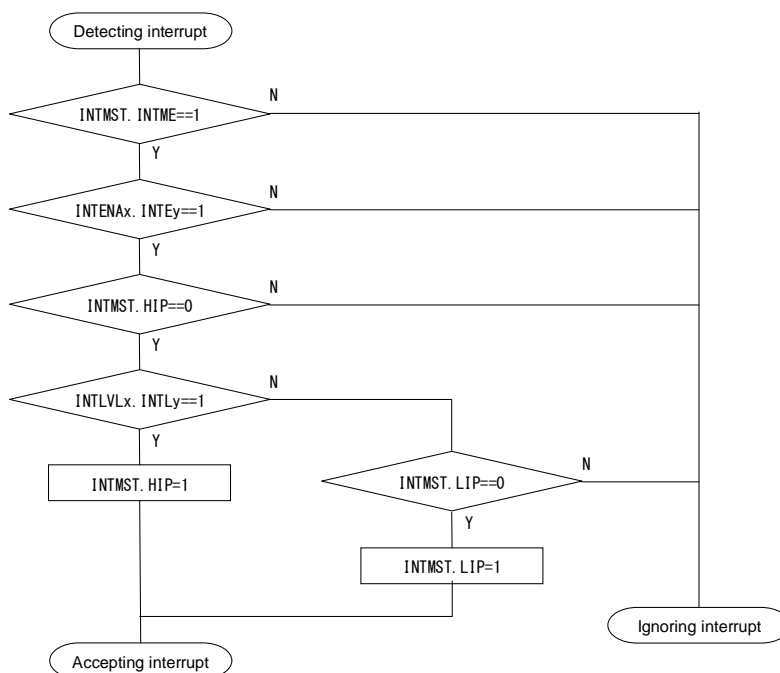 Detecting interrupt
INTMST. INTME==1
N
Y
INTENAx. INTEy==1
N
Y
INTMST. HIP==0
N
Y
INTLVLx. INTLy==1
N
Y
INTMST. HIP=1
INTMST. LIP==0
N
Y
INTMST. LIP=1
Ignoring interrupt
Accepting interrupt